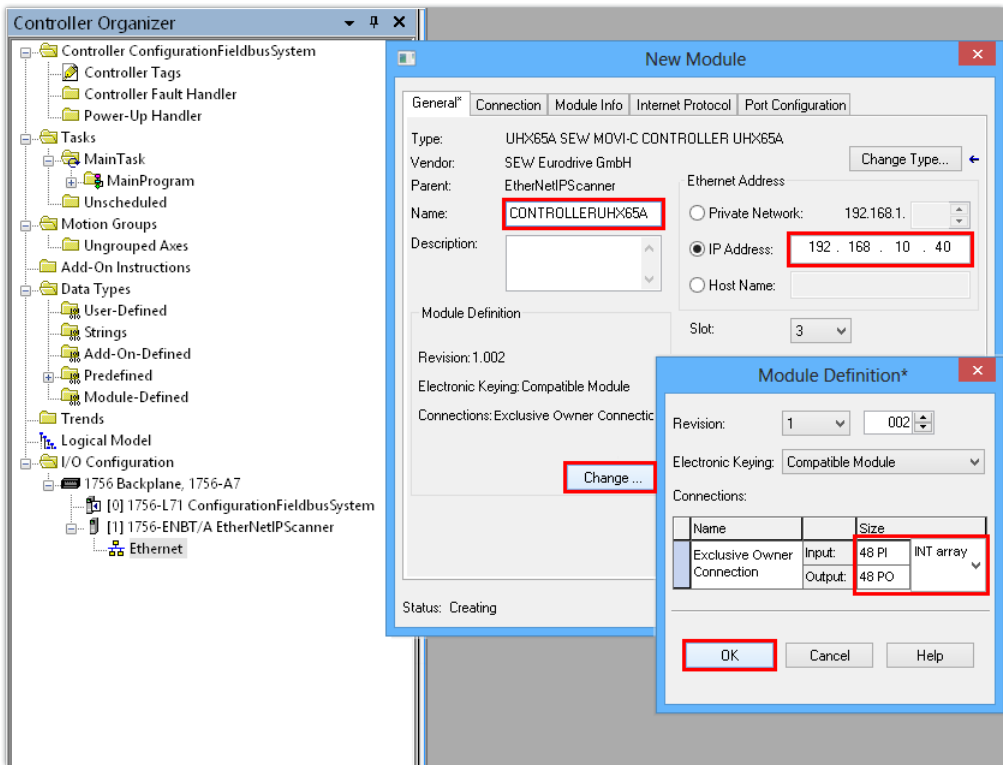 Controller Organizer
Controller ConfigurationFieldbusSystem
Controller Tags
Controller Fault Handler
Power-Up Handler
Tasks
MainTask
MainProgram
Unscheduled
Motion Groups
Ungrouped Axes
Add-On Instructions
Data Types
User-Defined
Strings
Add-On-Defined
Predefined
Module-Defined
Trends
Logical Model
I/O Configuration
1756 Backplane, 1756-A7
[0] 1756-L71 ConfigurationFieldbusSystem
[1] 1756-ENBT/A EtherNetIPScanner
Ethernet
New Module
General* Connection Module Info Internet Protocol Port Configuration
Type: UHX65A SEW MOVI-C CONTROLLER UHX65A
Vendor: SEW Eurodrive GmbH
Change Type...
Parent: EtherNetIPScanner
Name: CONTROLLERUHX65A
Description:
Ethernet Address
Private Network: 192.168.1.
IP Address: 192 . 168 . 10 . 40
Host Name:
Module Definition
Revision: 1.002
Electronic Keying: Compatible Module
Connections: Exclusive Owner Connectic
Change ...
Slot: 3
Status: Creating
Module Definition*
Revision: 1 002
Electronic Keying: Compatible Module
Connections:
Name Size
Exclusive Owner Connection Input: 48 PI INT array
Output: 48 PO
OK Cancel Help